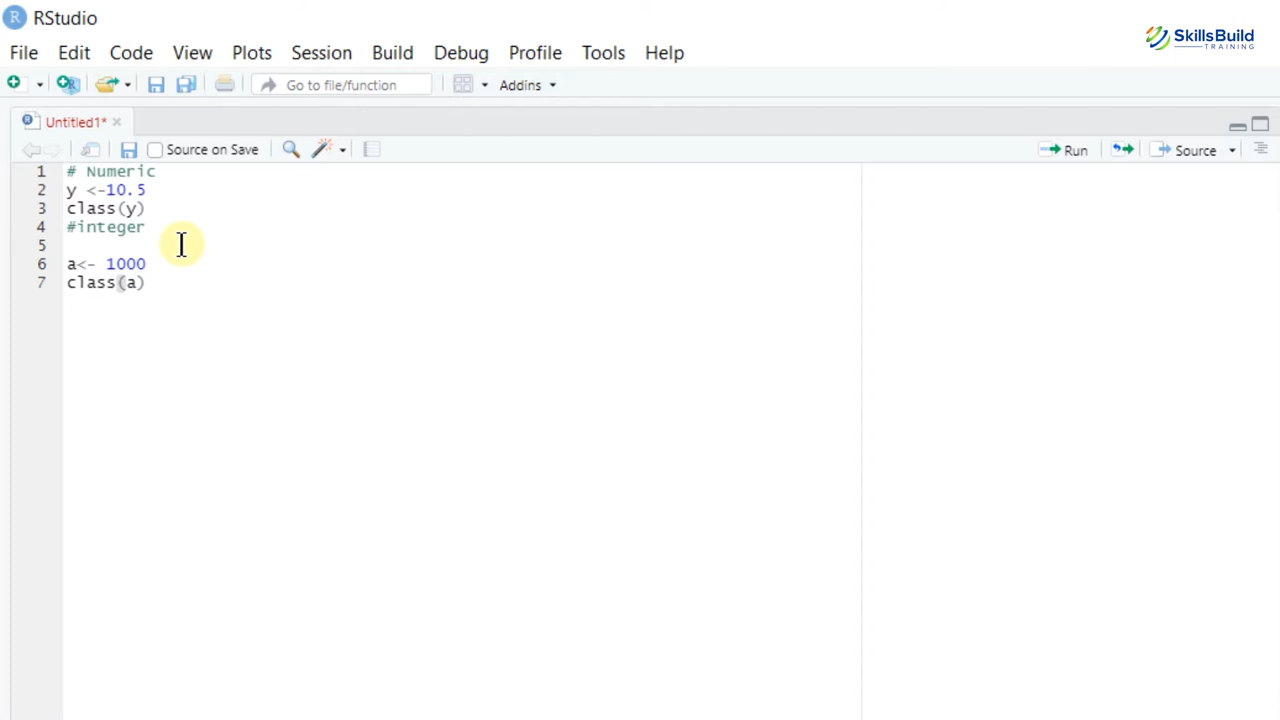 RStudio
SkillsBuild
TRAINING
File Edit Code View Plots Session Build Debug Profile Tools Help
Go to file/function Addins
Untitled1*
Source on Save Run Source
1 # Numeric
2 y <-10.5
3 class(y)
4 #integer
5
6 a<- 1000
7 class(a)